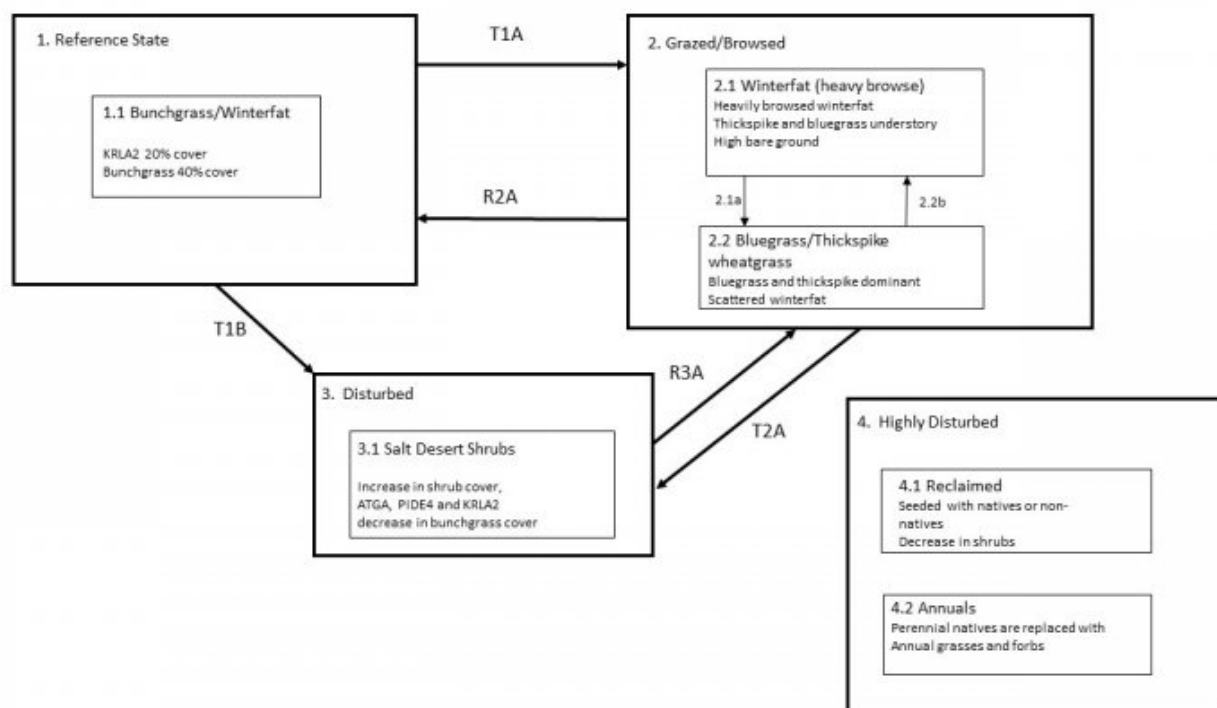 1. Reference State
1.1 Bunchgrass/Winterfat
KRLA2 20% cover
Bunchgrass 40% cover
T1A
R2A
2. Grazed/Browsed
2.1 Winterfat (heavy browse)
Heavily browsed winterfat
Thickspike and bluegrass understory
High bare ground
2.1a
2.2b
2.2 Bluegrass/Thickspike
wheatgrass
Bluegrass and thickspike dominant
Scattered winterfat
T1B
R3A
T2A
3. Disturbed
3.1 Salt Desert Shrubs
Increase in shrub cover,
ATGA, PIDE4 and KRLA2
decrease in bunchgrass cover
4. Highly Disturbed
4.1 Reclaimed
Seeded with natives or non-
natives
Decrease in shrubs
4.2 Annuals
Perennial natives are replaced with
Annual grasses and forbs